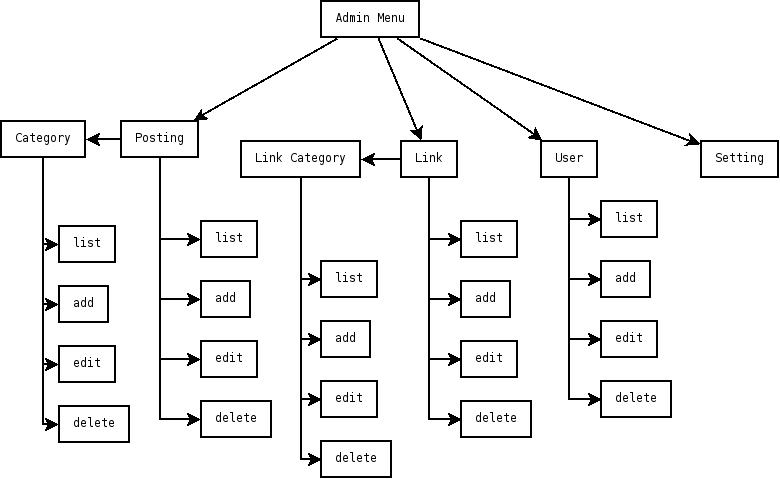 Admin Menu
Category
Posting
Link Category
Link
User
Setting
list
add
edit
delete
list
add
edit
delete
list
add
edit
delete
list
add
edit
delete
list
add
edit
delete